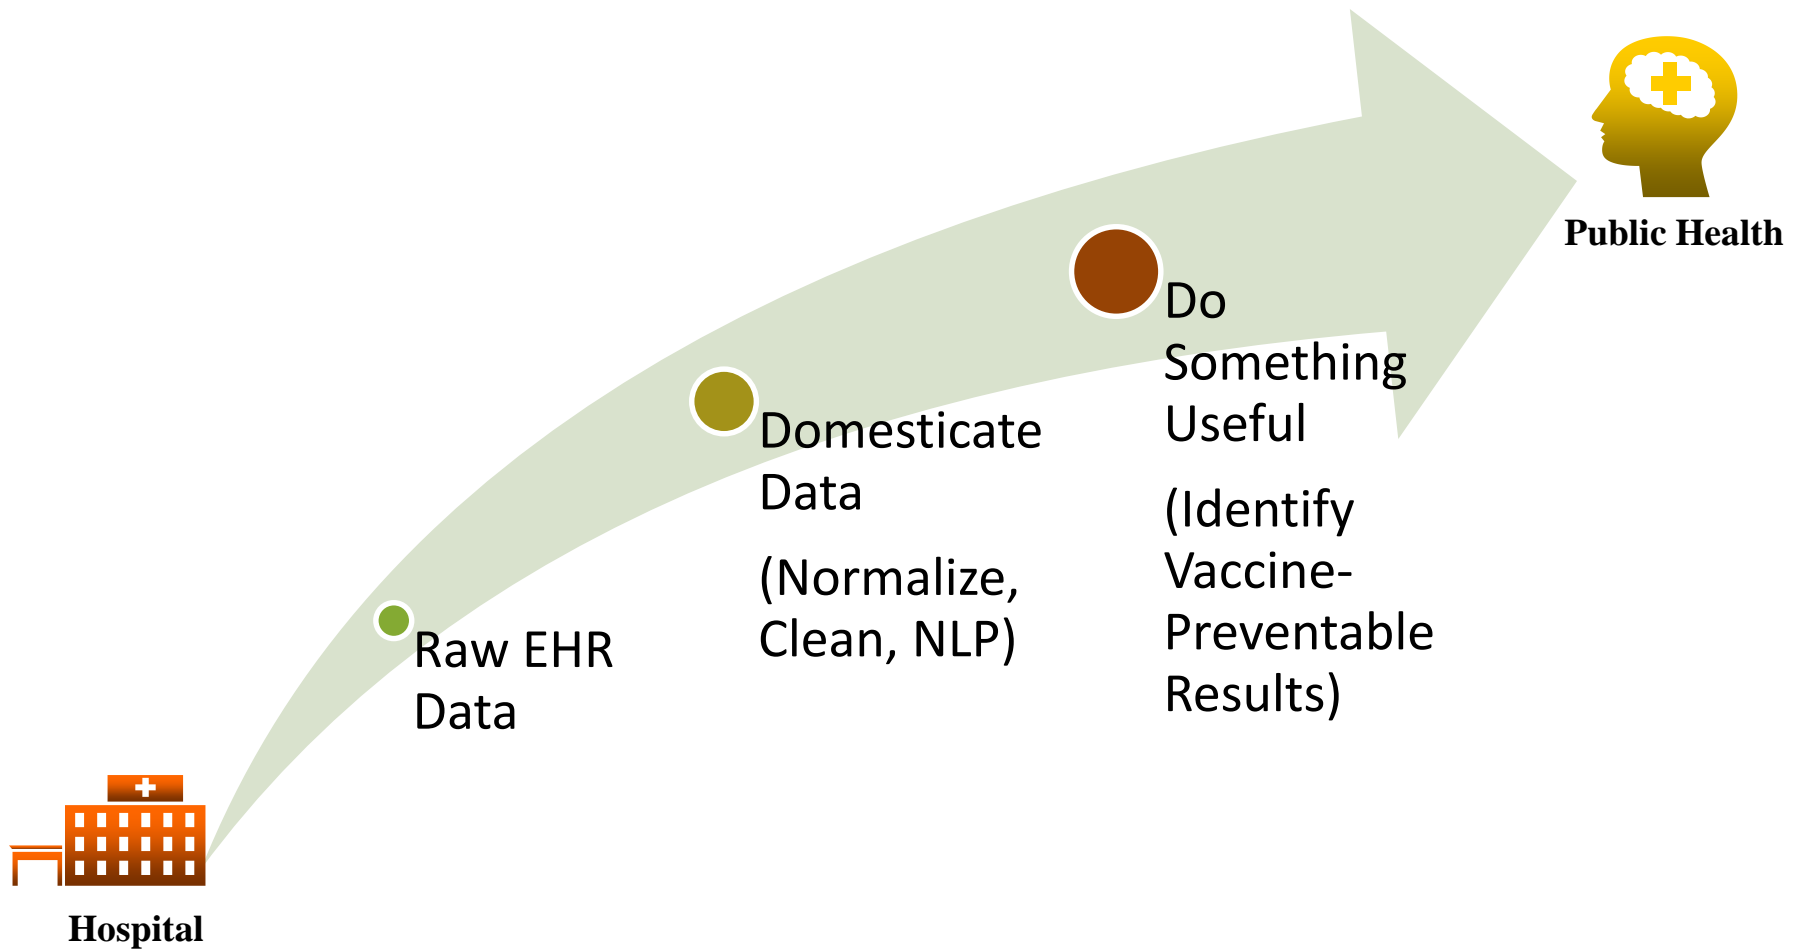 Public Health
Do
Something
Useful
(Identify
Vaccine-
Preventable
Results)
Domesticate
Data
(Normalize,
Clean, NLP)
Raw EHR
Data
Hospital